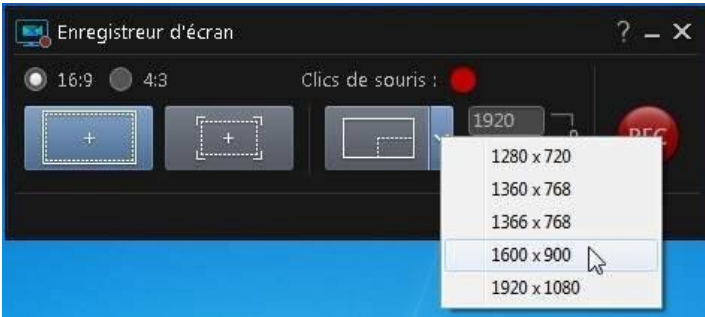 Enregistreur d'écran ? – ×
16:9 4:3 Clics de souris :
1920
REC
1280 x 720
1360 x 768
1366 x 768
1600 x 900
1920 x 1080